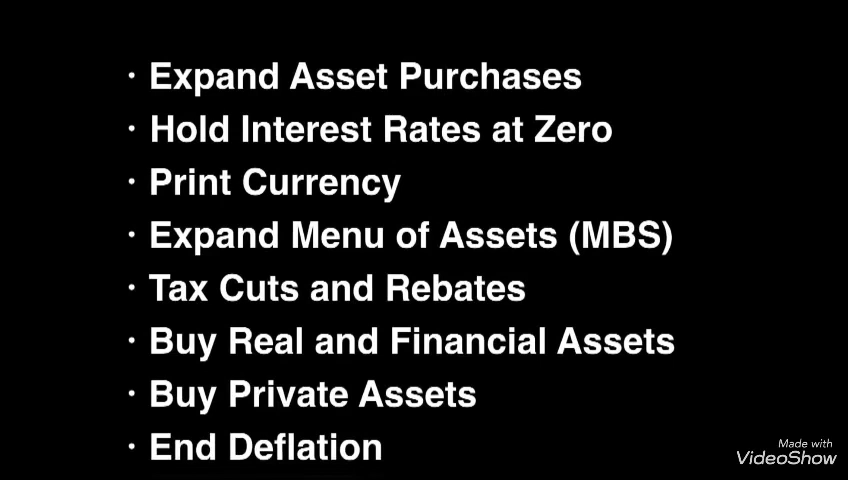 · Expand Asset Purchases
· Hold Interest Rates at Zero
· Print Currency
· Expand Menu of Assets (MBS)
· Tax Cuts and Rebates
· Buy Real and Financial Assets
· Buy Private Assets
· End Deflation
Made with
VideoShow